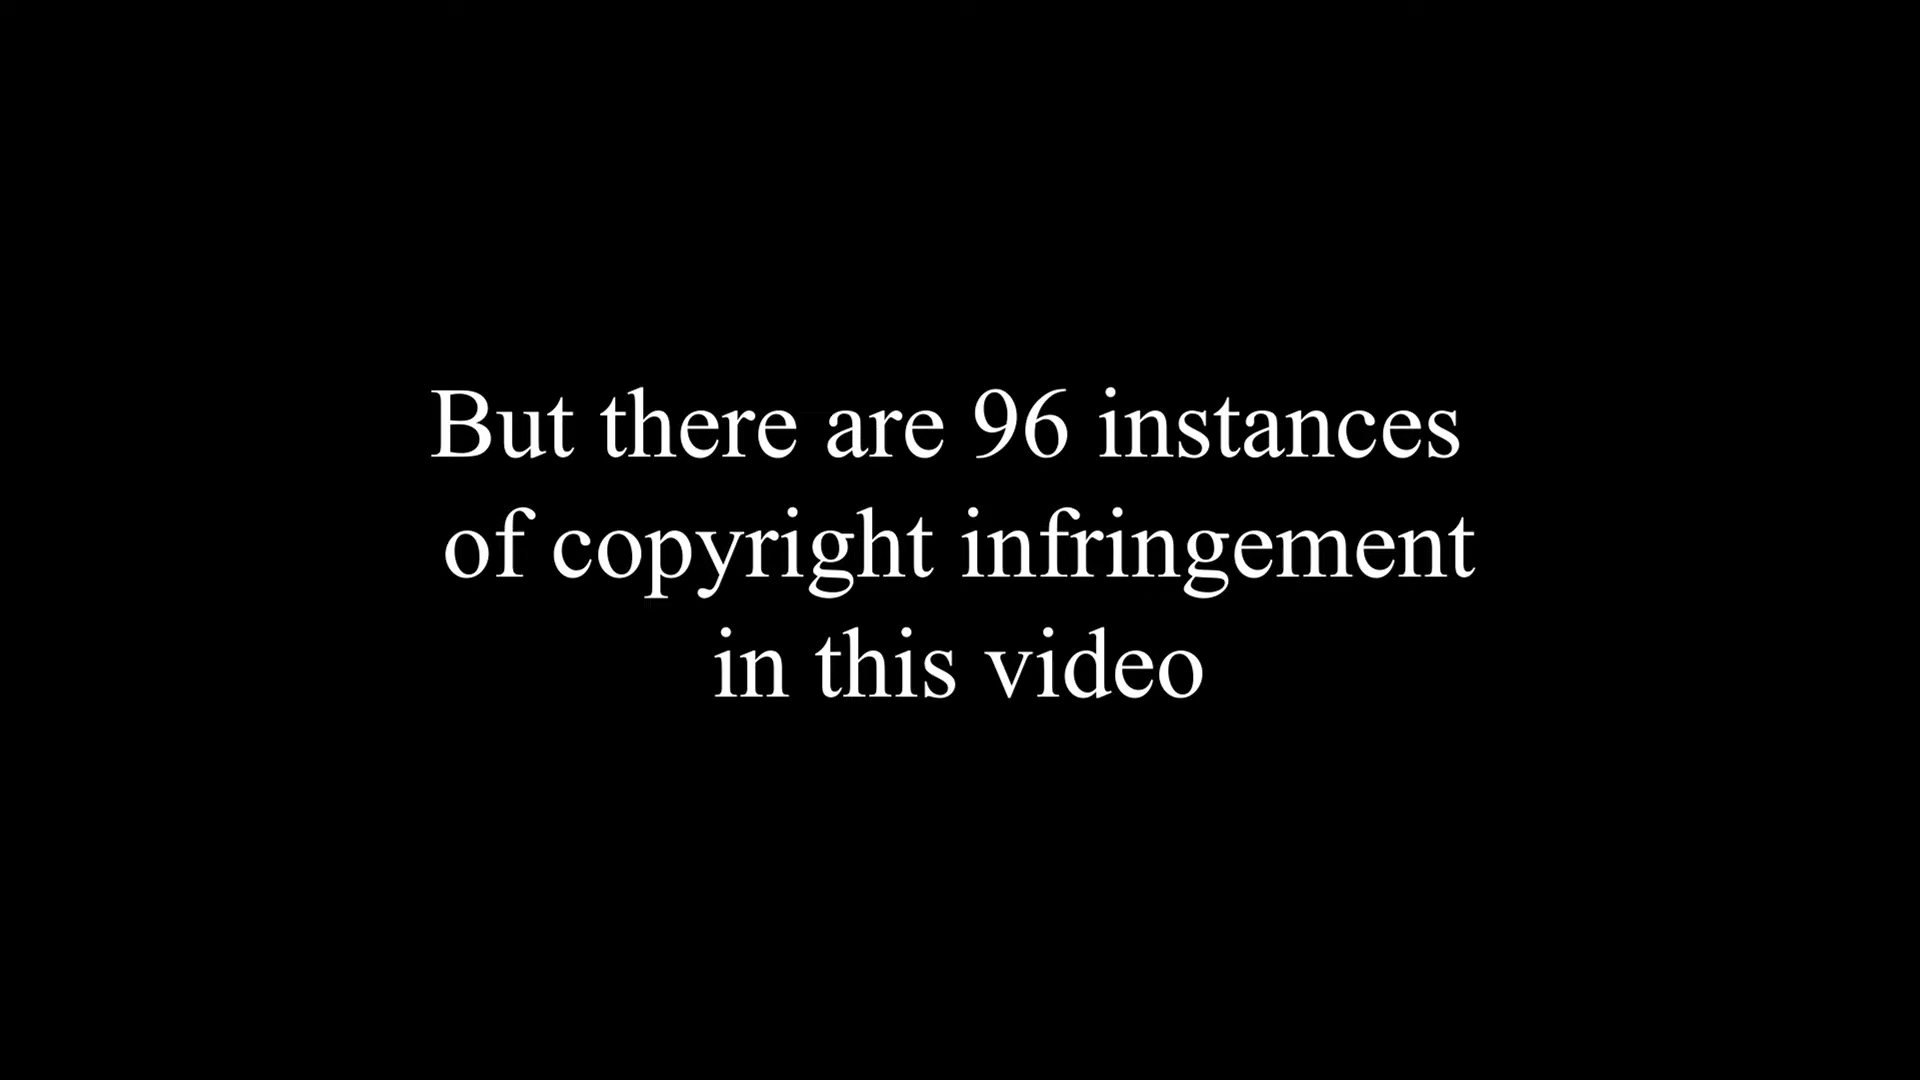 But there are 96 instances
of copyright infringement
in this video